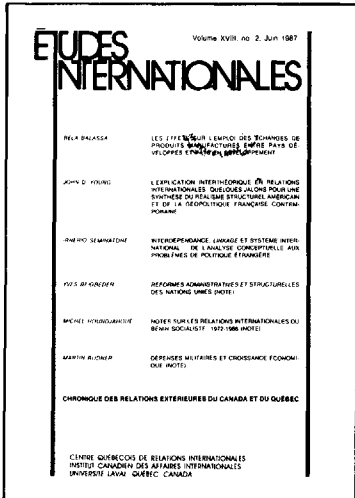 Volume XVIII, no 2, Juin 1987
ÉTUDES
INTERNATIONALES
BELA BALASSA
LES EFFETS SUR L'EMPLOI DES ÉCHANGES DE
PRODUITS MANUFACTURÉS ENTRE PAYS DÉ-
VELOPPÉS ET PAYS EN DÉVELOPPEMENT
JOHN D. YOUNG
L'EXPLICATION INTERTHÉORIQUE EN RELATIONS
INTERNATIONALES. QUELQUES JALONS POUR UNE
SYNTHÈSE DU RÉALISME STRUCTUREL AMÉRICAIN
ET DE LA GÉOPOLITIQUE FRANÇAISE CONTEM-
PORAINE
IRNERIO SEMINATORE
INTERDÉPENDANCE, LINKAGE ET SYSTÈME INTER-
NATIONAL DE L'ANALYSE CONCEPTUELLE AUX
PROBLÈMES DE POLITIQUE ÉTRANGÈRE
YVES BEIGBEDER
RÉFORMES ADMINISTRATIVES ET STRUCTURELLES
DES NATIONS UNIES (NOTE)
MICHEL HOUNDJAHOUÉ
NOTES SUR LES RELATIONS INTERNATIONALES DU
BÉNIN SOCIALISTE 1972-1986 (NOTE)
MARTIN RUDNER
DÉPENSES MILITAIRES ET CROISSANCE ÉCONOMI-
QUE (NOTE)
CHRONIQUE DES RELATIONS EXTÉRIEURES DU CANADA ET DU QUÉBEC
CENTRE QUÉBÉCOIS DE RELATIONS INTERNATIONALES
INSTITUT CANADIEN DES AFFAIRES INTERNATIONALES
UNIVERSITÉ LAVAL QUÉBEC CANADA